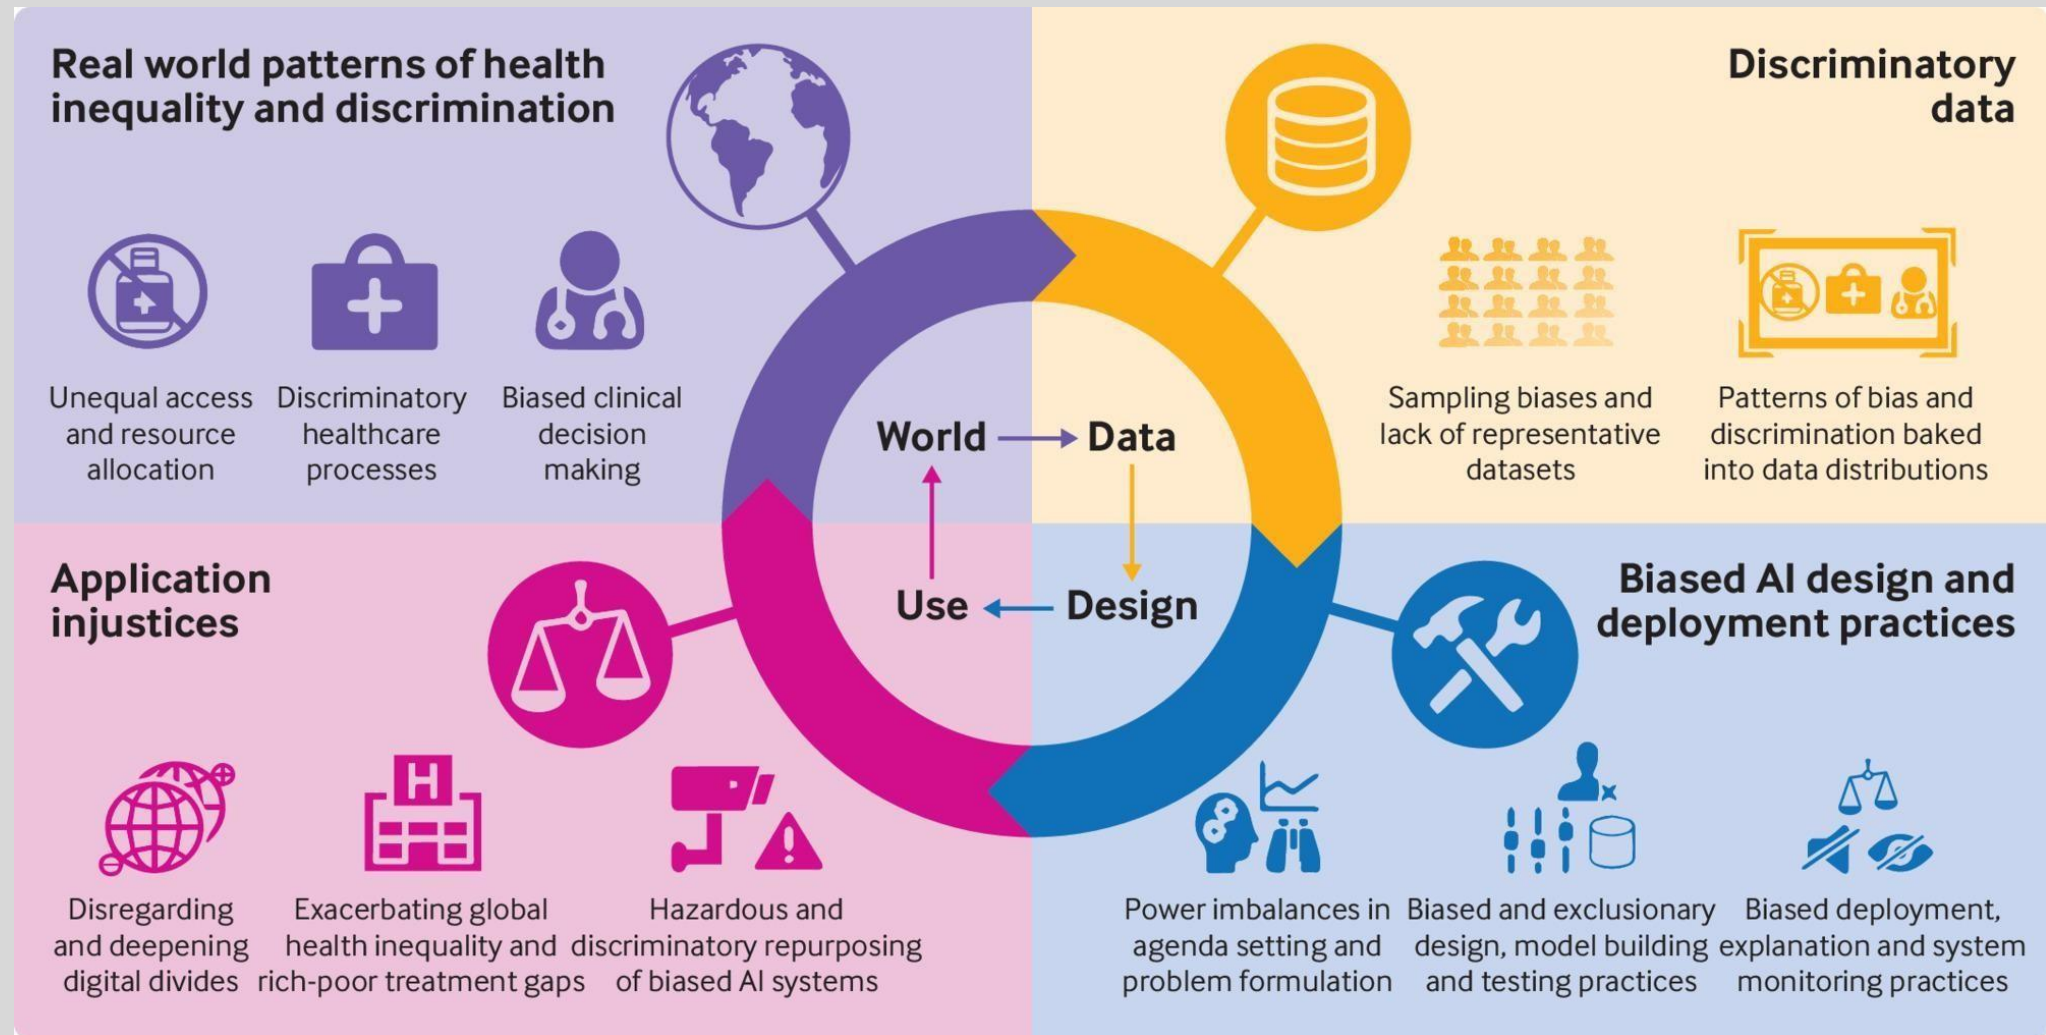 Real world patterns of health
inequality and discrimination
Unequal access
and resource
allocation
Discriminatory
healthcare
processes
Biased clinical
decision
making
Discriminatory
data
Sampling biases and
lack of representative
datasets
Patterns of bias and
discrimination baked
into data distributions
World
Data
Use
Design
Application
injustices
Disregarding
and deepening
digital divides
H
Exacerbating global
health inequality and
rich-poor treatment gaps
Hazardous and
discriminatory repurposing
of biased AI systems
Biased AI design and
deployment practices
Power imbalances in
agenda setting and
problem formulation
Biased and exclusionary
design, model building
and testing practices
Biased deployment,
explanation and system
monitoring practices